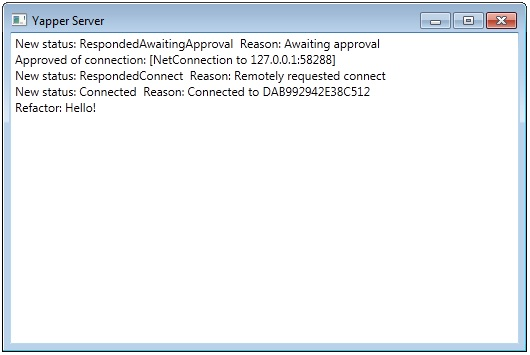 Yapper Server
New status: RespondedAwaitingApproval  Reason: Awaiting approval
Approved of connection: [NetConnection to 127.0.0.1:58288]
New status: RespondedConnect  Reason: Remotely requested connect
New status: Connected  Reason: Connected to DAB992942E38C512
Refactor: Hello!